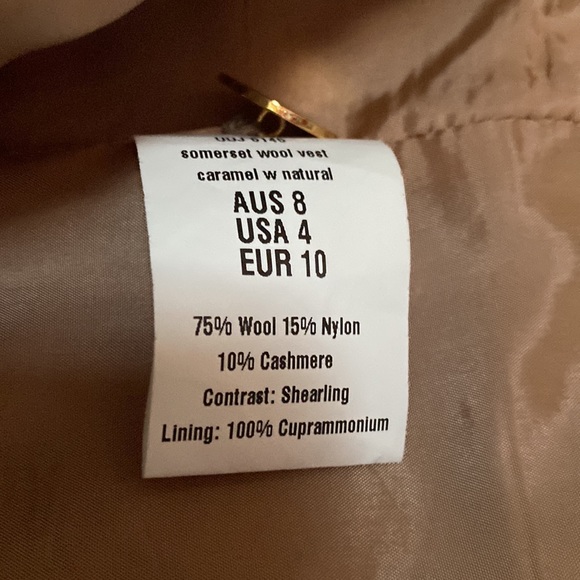 somerset wool vest
caramel w natural
AUS 8
USA 4
EUR 10
75% Wool 15% Nylon
10% Cashmere
Contrast: Shearling
Lining: 100% Cuprammonium